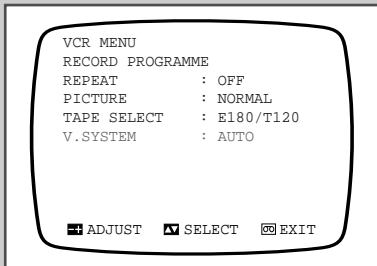 VCR MENU
RECORD PROGRAMME
REPEAT : OFF
PICTURE : NORMAL
TAPE SELECT : E180/T120
V.SYSTEM : AUTO
-+ ADJUST ▲▼ SELECT EXIT